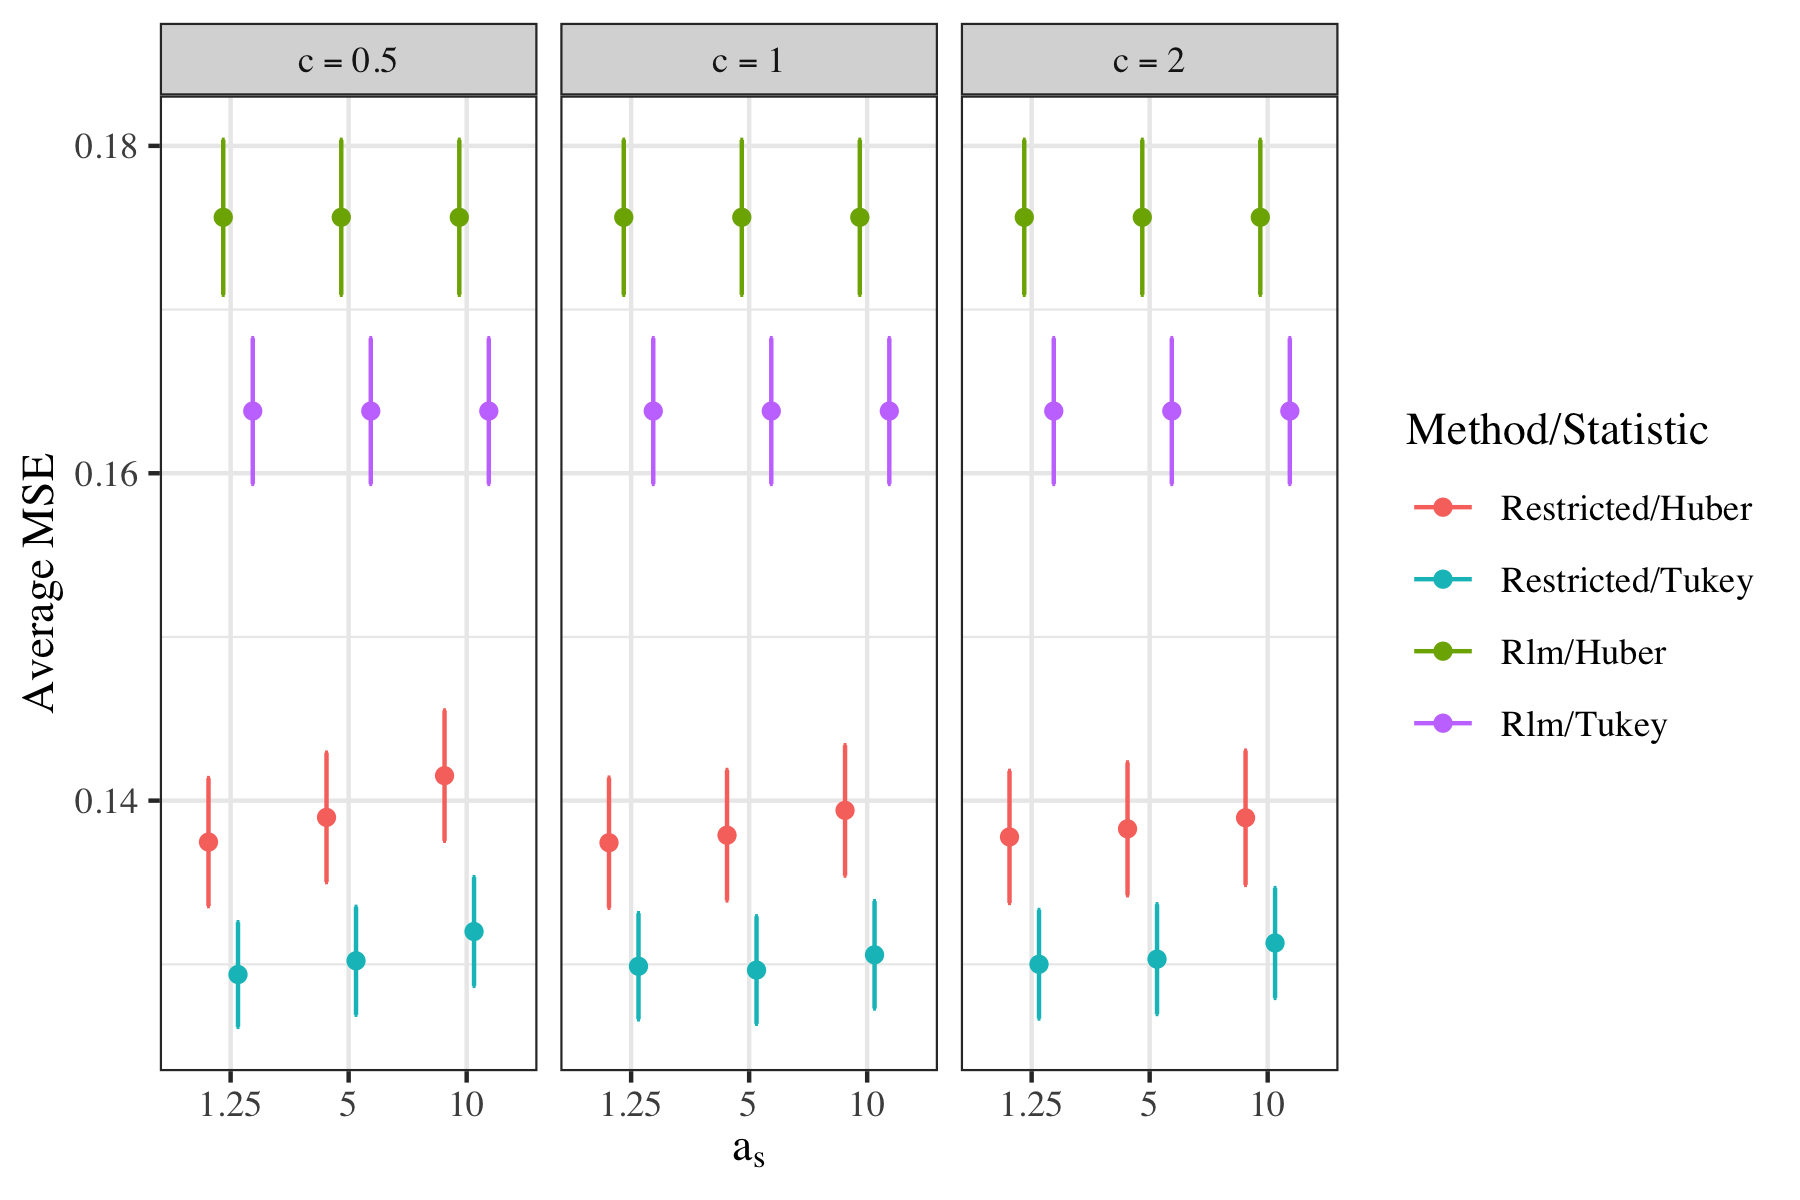 c = 0.5
c = 1
c = 2
0.18
0.16
0.14
Average MSE
1.25 5 10
1.25 5 10
1.25 5 10
aₛ
Method/Statistic
Restricted/Huber
Restricted/Tukey
Rlm/Huber
Rlm/Tukey